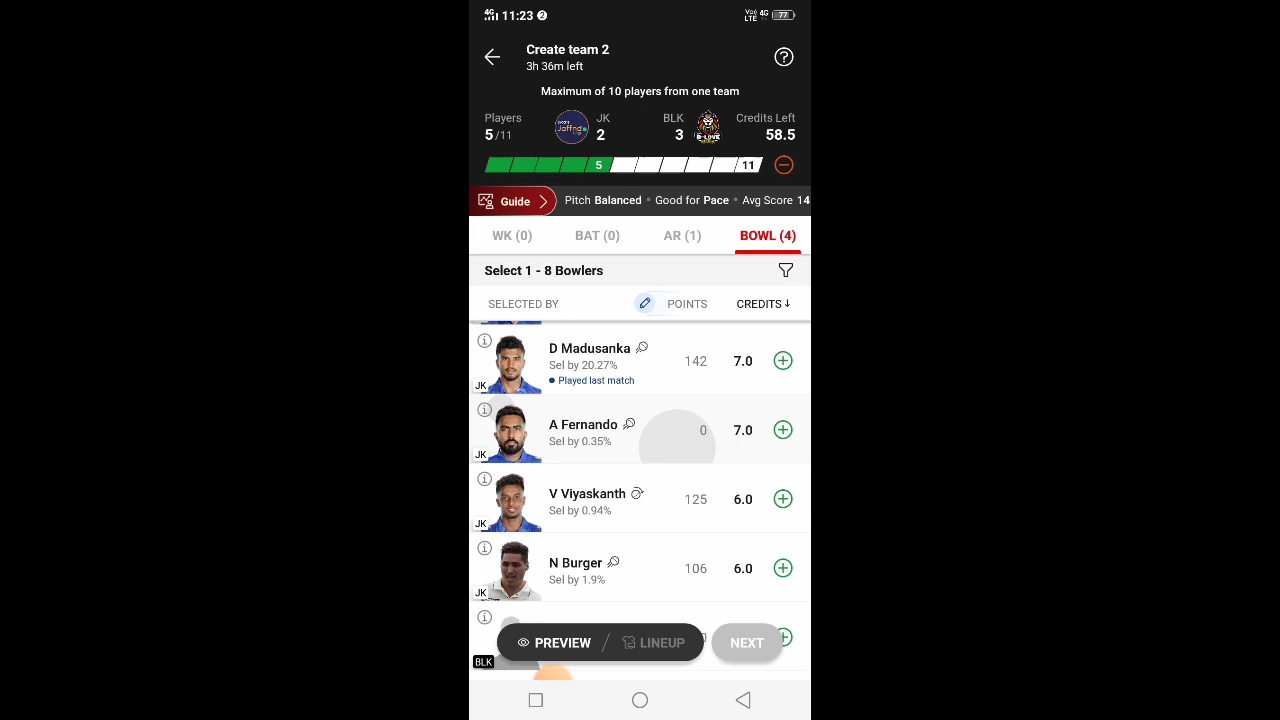 4G 11:23 2 Vo) LTE 4G 77
Create team 2
3h 36m left
Maximum of 10 players from one team
Players JK BLK Credits Left
5/11 2 3 58.5
5 11
Guide Pitch Balanced • Good for Pace • Avg Score 14
WK (0) BAT (0) AR (1) BOWL (4)
Select 1 - 8 Bowlers
SELECTED BY POINTS CREDITS↓
D Madusanka
Sel by 20.27% 142 7.0
• Played last match
JK
A Fernando
0 7.0
Sel by 0.35%
JK
V Viyaskanth
125 6.0
Sel by 0.94%
JK
N Burger
106 6.0
Sel by 1.9%
JK
PREVIEW / LINEUP NEXT
BLK